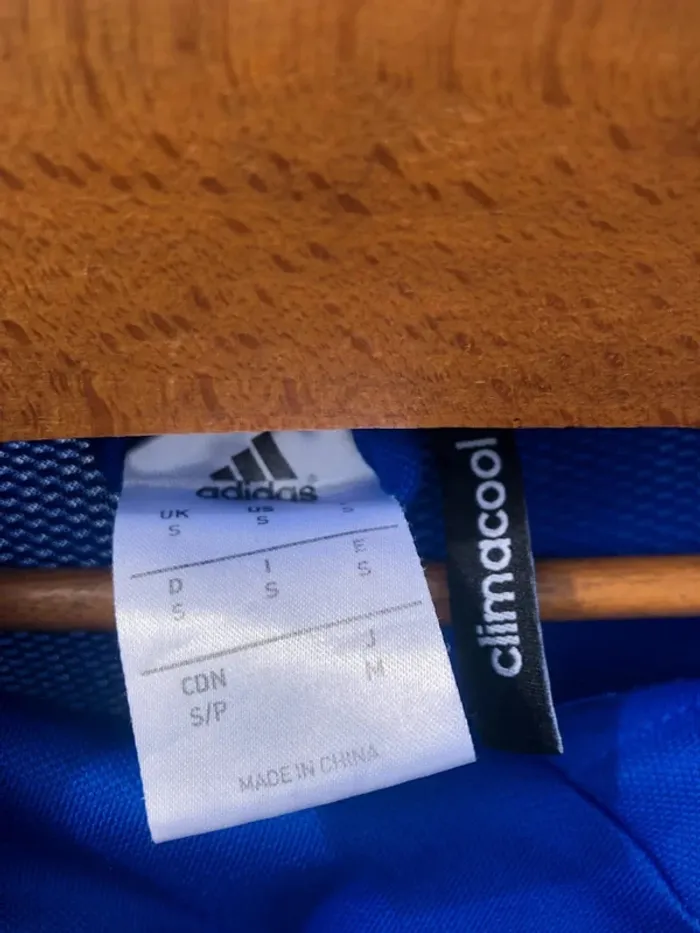 adidas
UK US
S S
I E
D S S
S
J
CDN M
S/P
MADE IN CHINA
climacool